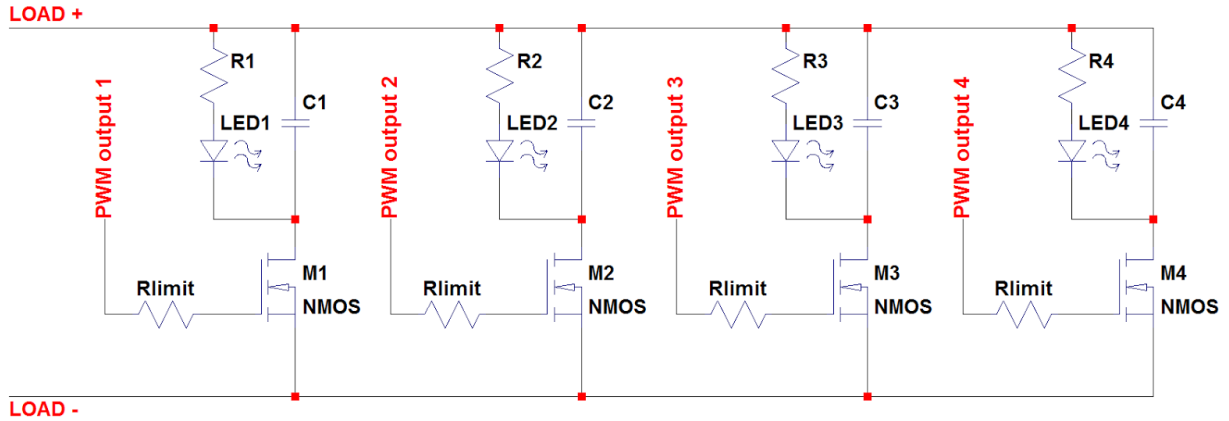 LOAD +
PWM output 1
R1
C1
LED1
M1
Rlimit
NMOS
PWM output 2
R2
C2
LED2
M2
Rlimit
NMOS
PWM output 3
R3
C3
LED3
M3
Rlimit
NMOS
PWM output 4
R4
C4
LED4
M4
Rlimit
NMOS
LOAD -